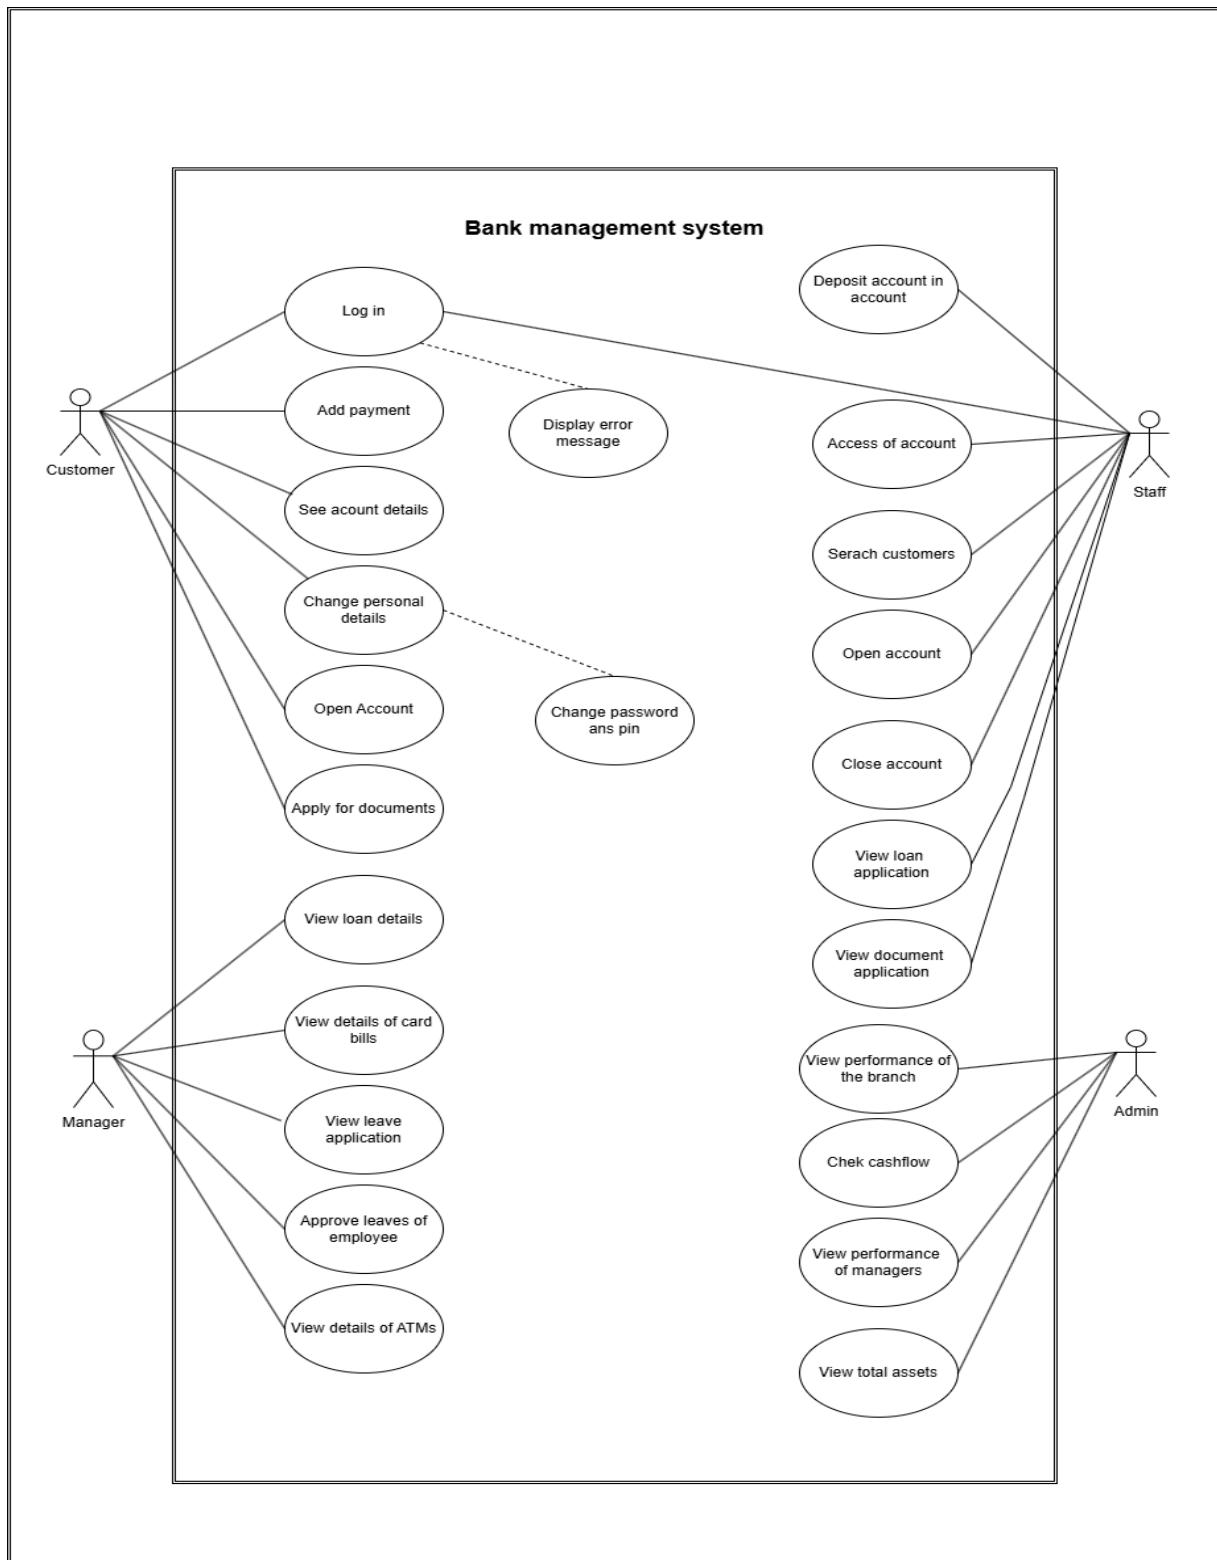 Bank management system
Log in
Deposit account in
account
Customer
Add payment
Display error
message
Access of account
Staff
See acount details
Serach customers
Change personal
details
Open account
Open Account
Change password
ans pin
Close account
Apply for documents
View loan
application
View loan details
View document
application
Manager
View details of card
bills
View performance of
the branch
Admin
View leave
application
Chek cashflow
Approve leaves of
employee
View performance
of managers
View details of ATMs
View total assets